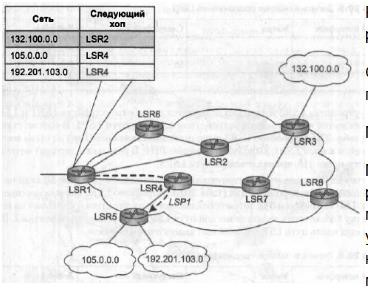 Сеть Следующий хоп
132.100.0.0 LSR2
105.0.0.0 LSR4
192.201.103.0 LSR4
132.100.0.0
LSR6
LSR3
LSR2
LSR1
LSR4
LSP1
LSR7
LSR8
LSR5
105.0.0.0
192.201.103.0